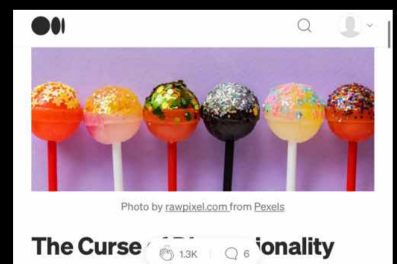 Photo by rawpixel.com from Pexels
The Curse ionality
1.3K 6